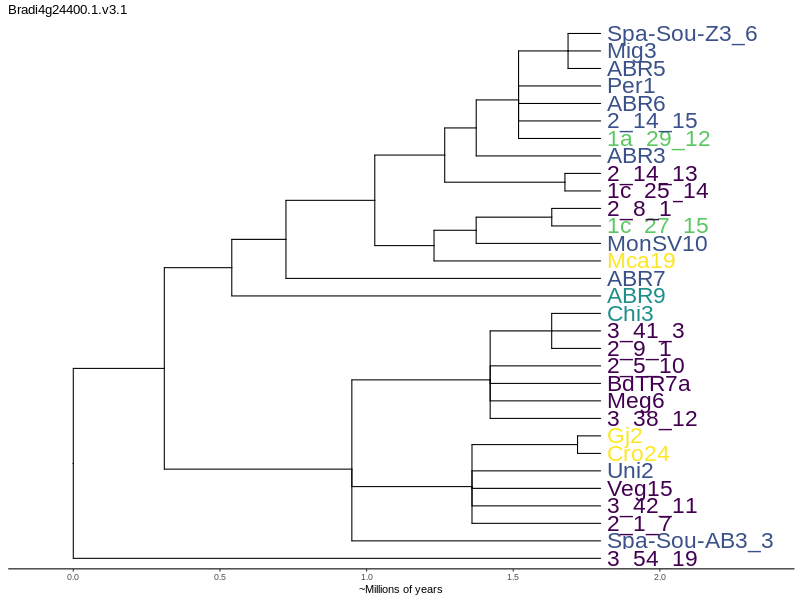 Bradi4g24400.1.v3.1
Spa-Sou-Z3_6
Mig3
ABR5
Per1
ABR6
2_14_15
1a_29_12
ABR3
2_14_13
1c_25_14
2_8_1
1c_27_15
MonSV10
Mca19
ABR7
ABR9
Chi3
3_41_3
2_9_1
2_5_10
BdTR7a
Meg6
3_38_12
Gj2
Cro24
Uni2
Veg15
3_42_11
2_1_7
Spa-Sou-AB3_3
3_54_19
0.0 0.5 1.0 1.5 2.0
~Millions of years